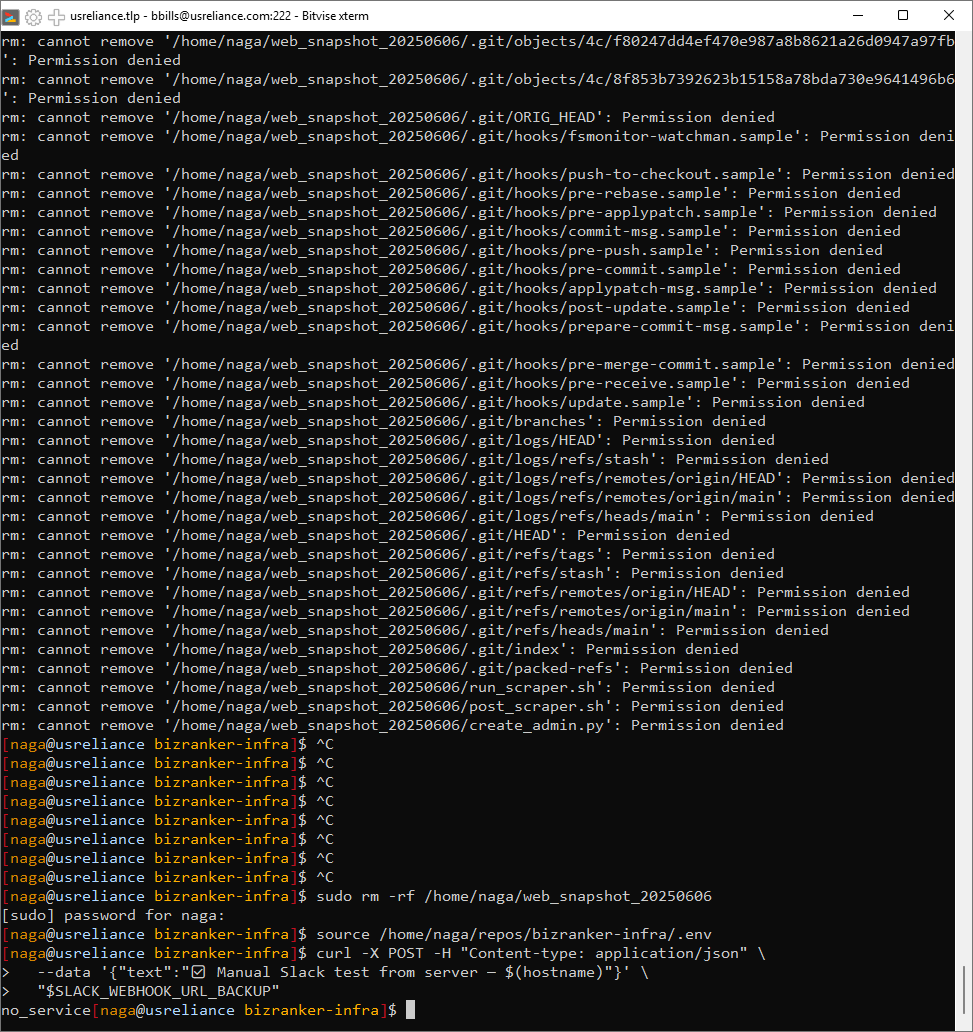 usreliance.tlp - bbills@usreliance.com:222 - Bitvise xterm
rm: cannot remove '/home/naga/web_snapshot_20250606/.git/objects/4c/f80247dd4ef470e987a8b8621a26d0947a97fb
': Permission denied
rm: cannot remove '/home/naga/web_snapshot_20250606/.git/objects/4c/8f853b7392623b15158a78bda730e9641496b6
': Permission denied
rm: cannot remove '/home/naga/web_snapshot_20250606/.git/ORIG_HEAD': Permission denied
rm: cannot remove '/home/naga/web_snapshot_20250606/.git/hooks/fsmonitor-watchman.sample': Permission deni
ed
rm: cannot remove '/home/naga/web_snapshot_20250606/.git/hooks/push-to-checkout.sample': Permission denied
rm: cannot remove '/home/naga/web_snapshot_20250606/.git/hooks/pre-rebase.sample': Permission denied
rm: cannot remove '/home/naga/web_snapshot_20250606/.git/hooks/pre-applypatch.sample': Permission denied
rm: cannot remove '/home/naga/web_snapshot_20250606/.git/hooks/commit-msg.sample': Permission denied
rm: cannot remove '/home/naga/web_snapshot_20250606/.git/hooks/pre-push.sample': Permission denied
rm: cannot remove '/home/naga/web_snapshot_20250606/.git/hooks/pre-commit.sample': Permission denied
rm: cannot remove '/home/naga/web_snapshot_20250606/.git/hooks/applypatch-msg.sample': Permission denied
rm: cannot remove '/home/naga/web_snapshot_20250606/.git/hooks/post-update.sample': Permission denied
rm: cannot remove '/home/naga/web_snapshot_20250606/.git/hooks/prepare-commit-msg.sample': Permission deni
ed
rm: cannot remove '/home/naga/web_snapshot_20250606/.git/hooks/pre-merge-commit.sample': Permission denied
rm: cannot remove '/home/naga/web_snapshot_20250606/.git/hooks/pre-receive.sample': Permission denied
rm: cannot remove '/home/naga/web_snapshot_20250606/.git/hooks/update.sample': Permission denied
rm: cannot remove '/home/naga/web_snapshot_20250606/.git/branches': Permission denied
rm: cannot remove '/home/naga/web_snapshot_20250606/.git/logs/HEAD': Permission denied
rm: cannot remove '/home/naga/web_snapshot_20250606/.git/logs/refs/stash': Permission denied
rm: cannot remove '/home/naga/web_snapshot_20250606/.git/logs/refs/remotes/origin/HEAD': Permission denied
rm: cannot remove '/home/naga/web_snapshot_20250606/.git/logs/refs/remotes/origin/main': Permission denied
rm: cannot remove '/home/naga/web_snapshot_20250606/.git/logs/refs/heads/main': Permission denied
rm: cannot remove '/home/naga/web_snapshot_20250606/.git/HEAD': Permission denied
rm: cannot remove '/home/naga/web_snapshot_20250606/.git/refs/tags': Permission denied
rm: cannot remove '/home/naga/web_snapshot_20250606/.git/refs/stash': Permission denied
rm: cannot remove '/home/naga/web_snapshot_20250606/.git/refs/remotes/origin/HEAD': Permission denied
rm: cannot remove '/home/naga/web_snapshot_20250606/.git/refs/remotes/origin/main': Permission denied
rm: cannot remove '/home/naga/web_snapshot_20250606/.git/refs/heads/main': Permission denied
rm: cannot remove '/home/naga/web_snapshot_20250606/.git/index': Permission denied
rm: cannot remove '/home/naga/web_snapshot_20250606/.git/packed-refs': Permission denied
rm: cannot remove '/home/naga/web_snapshot_20250606/run_scraper.sh': Permission denied
rm: cannot remove '/home/naga/web_snapshot_20250606/post_scraper.sh': Permission denied
rm: cannot remove '/home/naga/web_snapshot_20250606/create_admin.py': Permission denied
[naga@usreliance bizranker-infra]$ ^C
[naga@usreliance bizranker-infra]$ ^C
[naga@usreliance bizranker-infra]$ ^C
[naga@usreliance bizranker-infra]$ ^C
[naga@usreliance bizranker-infra]$ ^C
[naga@usreliance bizranker-infra]$ ^C
[naga@usreliance bizranker-infra]$ ^C
[naga@usreliance bizranker-infra]$ ^C
[naga@usreliance bizranker-infra]$ sudo rm -rf /home/naga/web_snapshot_20250606
[sudo] password for naga:
[naga@usreliance bizranker-infra]$ source /home/naga/repos/bizranker-infra/.env
[naga@usreliance bizranker-infra]$ curl -X POST -H "Content-type: application/json" \
>   --data '{"text":"✅ Manual Slack test from server — $(hostname)"}' \
>   "$SLACK_WEBHOOK_URL_BACKUP"
no_service[naga@usreliance bizranker-infra]$